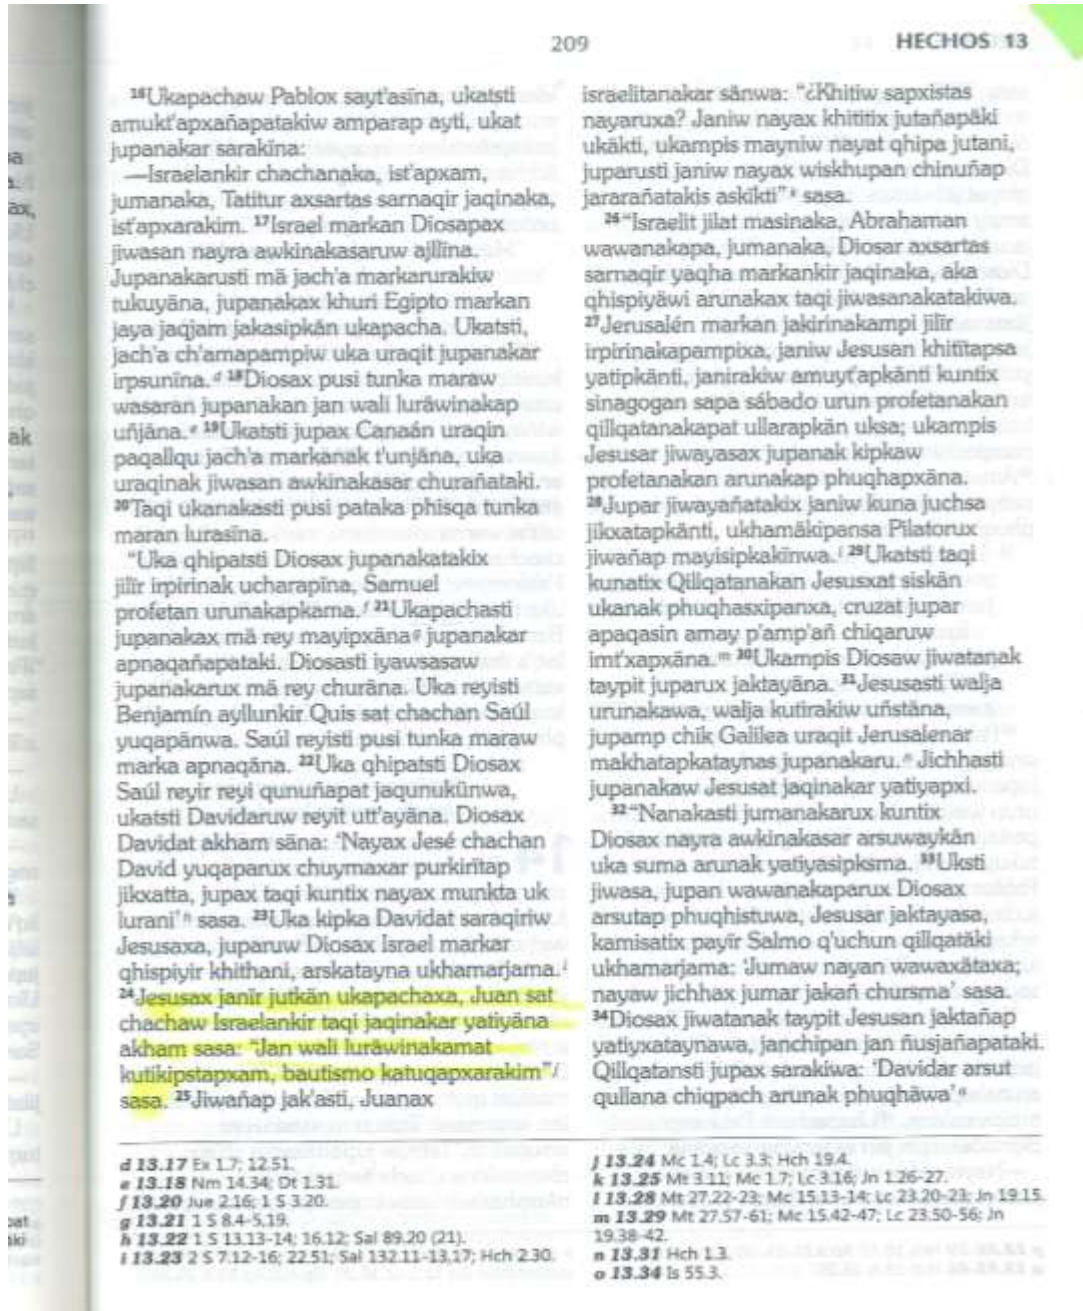 209
HECHOS 13
¹⁶Ukapachaw Pablox sayt'asïna, ukatsti
amukt'apxañapatakiw amparap ayti, ukat
jupanakar sarakïna:
—Israelankir chachanaka, ist'apxam,
jumanaka, Tatitur axsartas sarnaqir jaqinaka,
ist'apxarakim. ¹⁷Israel markan Diosapax
jiwasan nayra awkinakasaruw ajllïna.
Jupanakarusti mä jach'a markarurakiw
tukuyäna, jupanakax khuri Egipto markan
jaya jaqjam jakasipkän ukapacha. Ukatsti,
jach'a ch'amapampiw uka uraqit jupanakar
irpsunïna.ᵈ ¹⁸Diosax pusi tunka maraw
wasaran jupanakan jan wali luräwinakap
uñjäna.ᵉ ¹⁹Ukatsti jupax Canaán uraqin
paqallqu jach'a markanak t'unjäna, uka
uraqinak jiwasan awkinakasar churañataki.
²⁰Taqi ukanakasti pusi pataka phisqa tunka
maran lurasïna.
"Uka qhipatsti Diosax jupanakatakix
jilïr irpirinak ucharapïna, Samuel
profetan urunakapkama.ᶠ ²¹Ukapachasti
jupanakax mä rey mayipxänaᵍ jupanakar
apnaqañapataki. Diosasti iyawsasaw
jupanakarux mä rey churäna. Uka reyisti
Benjamín ayllunkir Quis sat chachan Saúl
yuqapänwa. Saúl reyisti pusi tunka maraw
marka apnaqäna. ²²Uka qhipatsti Diosax
Saúl reyir reyi qunuñapat jaqunukünwa,
ukatsti Davidaruw reyit utt'ayäna. Diosax
Davidat akham säna: 'Nayax Jesé chachan
David yuqaparux chuymaxar purkirïtap
jikxatta, jupax taqi kuntix nayax munkta uk
lurani'ʰ sasa. ²³Uka kipka Davidat saraqiriw
Jesusaxa, juparuw Diosax Israel markar
qhispiyir khithani, arskatayna ukhamarjama.ⁱ
²⁴Jesusax janïr jutkän ukapachaxa, Juan sat
chachaw Israelankir taqi jaqinakar yatiyäna
akham sasa: "Jan wali luräwinakamat
kutikipstapxam, bautismo katuqapxarakim"ʲ
sasa. ²⁵Jiwañap jak'asti, Juanax
israelitanakar sänwa: "¿Khitiw sapxistas
nayaruxa? Janiw nayax khititix jutañapäki
ukäkti, ukampis mayniw nayat qhipa jutani,
juparusti janiw nayax wiskhupan chinuñap
jararañatakis askïkti"ᵏ sasa.
²⁶"Israelit jilat masinaka, Abrahaman
wawanakapa, jumanaka, Diosar axsartas
sarnaqir yaqha markankir jaqinaka, aka
qhispiyäwi arunakax taqi jiwasanakatakiwa.
²⁷Jerusalén markan jakirinakampi jilïr
irpirinakapampixa, janiw Jesusan khitïtapsa
yatipkänti, janirakiw amuyt'apkänti kuntix
sinagogan sapa sábado urun profetanakan
qillqatanakapat ullarapkän uksa; ukampis
Jesusar jiwayasax jupanak kipkaw
profetanakan arunakap phuqhapxäna.
²⁸Jupar jiwayañatakix janiw kuna juchsa
jikxatapkänti, ukhamäkipansa Pilatorux
jiwañap mayisipkakïnwa.ˡ ²⁹Ukatsti taqi
kunatix Qillqatanakan Jesusxat siskän
ukanak phuqhasxipanxa, cruzat jupar
apaqasin amay p'amp'añ chiqaruw
imt'xapxäna.ᵐ ³⁰Ukampis Diosaw jiwatanak
taypit juparux jaktayäna. ³¹Jesusasti walja
urunakawa, walja kutirakiw uñstäna,
jupamp chik Galilea uraqit Jerusalenar
makhatapkataynas jupanakaru.ⁿ Jichhasti
jupanakaw Jesusat jaqinakar yatiyapxi.
³²"Nanakasti jumanakarux kuntix
Diosax nayra awkinakasar arsuwaykän
uka suma arunak yatiyasipksma. ³³Uksti
jiwasa, jupan wawanakaparux Diosax
arsutap phuqhistuwa, Jesusar jaktayasa,
kamisatix payïr Salmo q'uchun qillqatäki
ukhamarjama: 'Jumaw nayan wawaxätaxa;
nayaw jichhax jumar jakañ chursma' sasa.
³⁴Diosax jiwatanak taypit Jesusan jaktañap
yatiyxataynawa, janchipan jan ñusjañapataki.
Qillqatansti jupax sarakiwa: 'Davidar arsut
qullana chiqpach arunak phuqhäwa'ᵒ
d 13.17 Ex 1.7; 12.51.
e 13.18 Nm 14.34; Dt 1.31.
f 13.20 Jue 2.16; 1 S 3.20.
g 13.21 1 S 8.4-5,19.
h 13.22 1 S 13.13-14; 16.12; Sal 89.20 (21).
i 13.23 2 S 7.12-16; 22.51; Sal 132.11-13,17; Hch 2.30.
j 13.24 Mc 1.4; Lc 3.3; Hch 19.4.
k 13.25 Mt 3.11; Mc 1.7; Lc 3.16; Jn 1.26-27.
l 13.28 Mt 27.22-23; Mc 15.13-14; Lc 23.20-23; Jn 19.15.
m 13.29 Mt 27.57-61; Mc 15.42-47; Lc 23.50-56; Jn
19.38-42.
n 13.31 Hch 1.3.
o 13.34 Is 55.3.